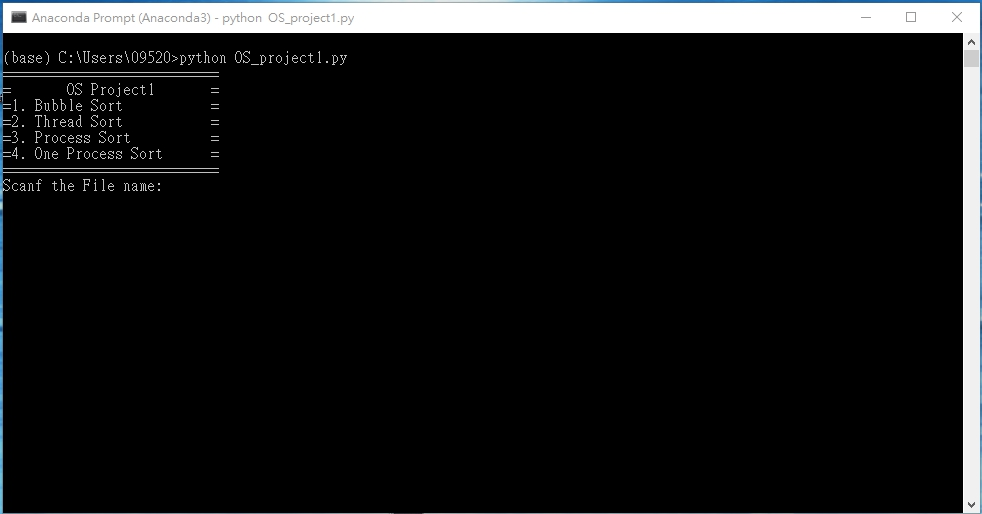 Anaconda Prompt (Anaconda3) - python  OS_project1.py
(base) C:\Users\09520>python OS_project1.py
===========================
=       OS Project1       =
=1. Bubble Sort           =
=2. Thread Sort           =
=3. Process Sort          =
=4. One Process Sort      =
===========================
Scanf the File name: